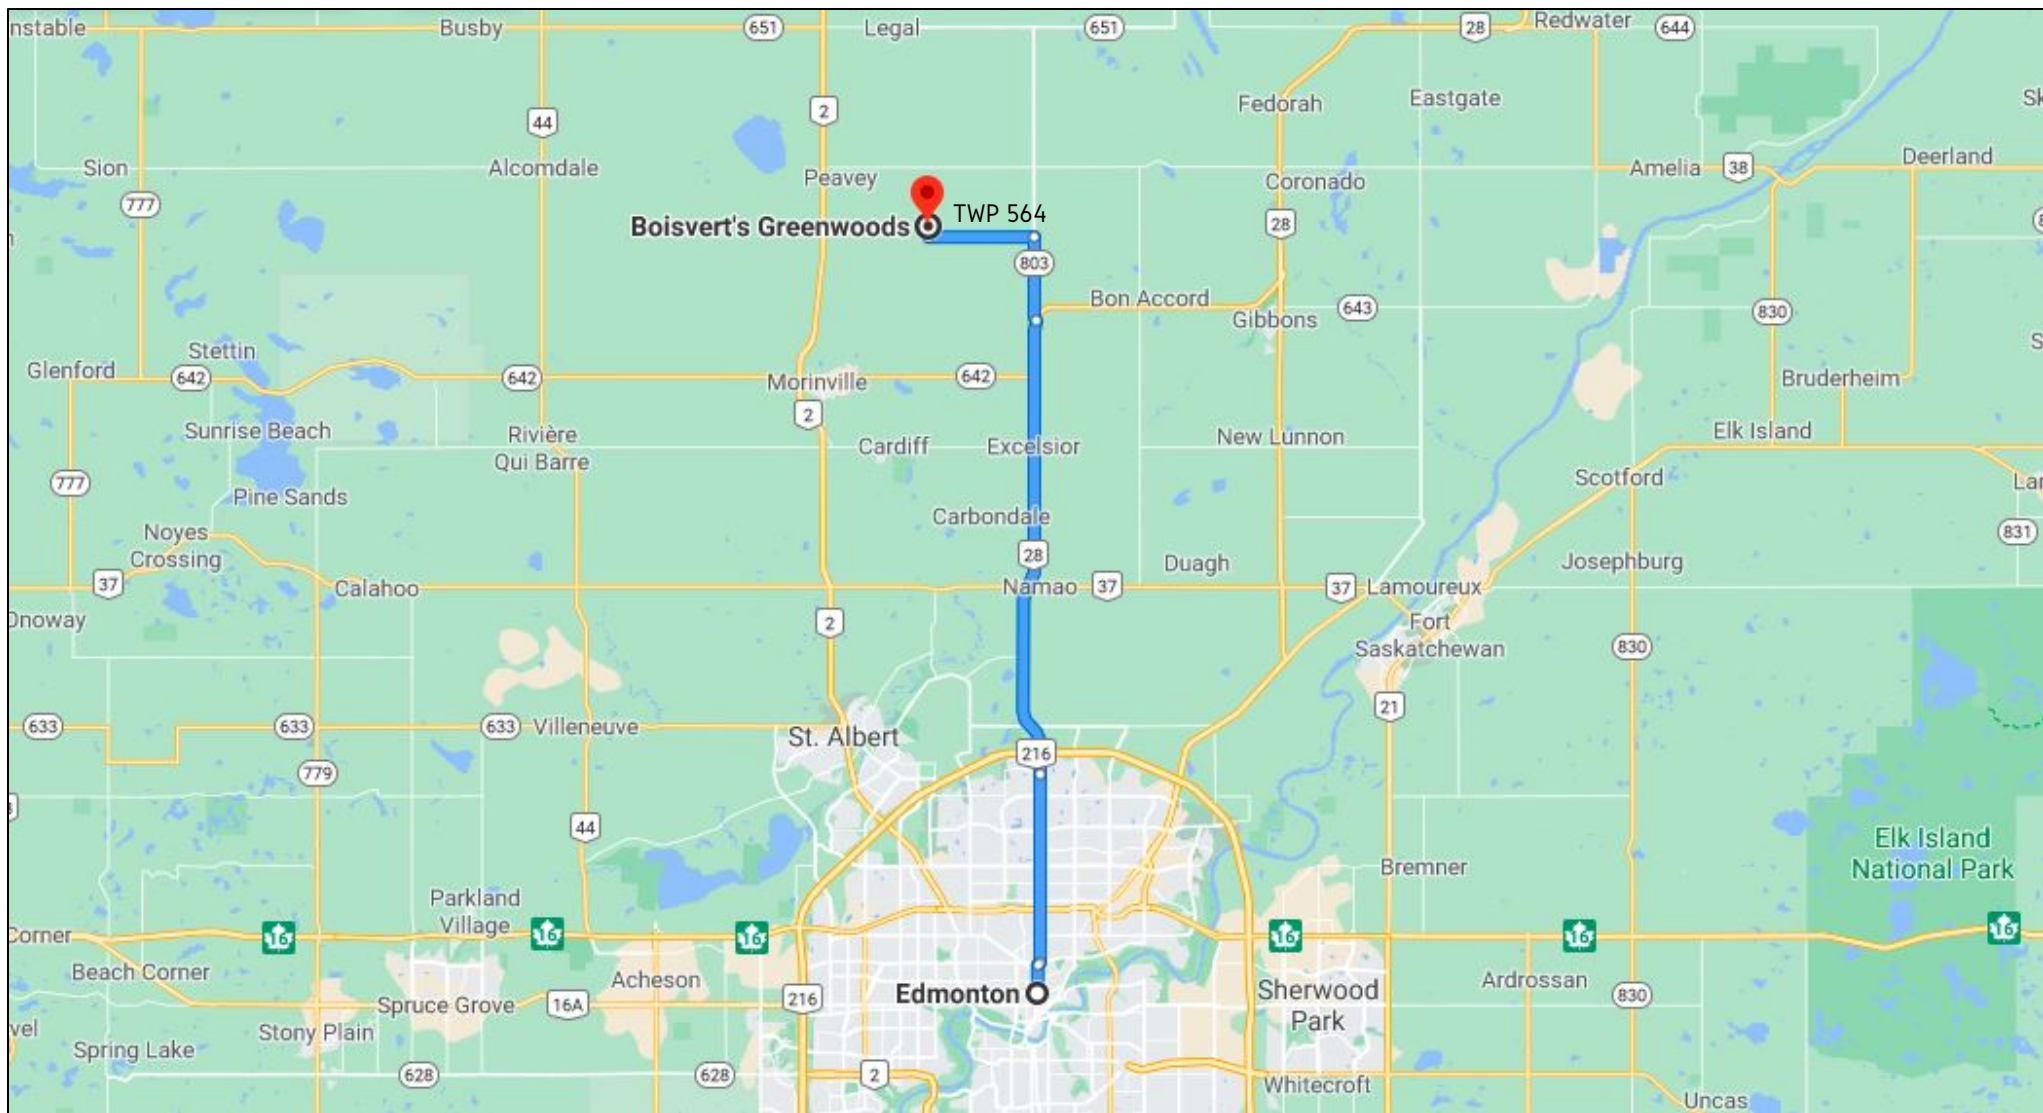 nstable
Busby
651
Legal
651
28
Redwater
644
2
44
Fedorah
Eastgate
Sk
Sion
Alcomdale
Peavey
Coronado
Amelia
38
Deerland
777
Boisvert's Greenwoods
TWP 564
28
803
Bon Accord
Gibbons
643
830
Stettin
Glenford
642
642
Morinville
642
Bruderheim
2
Sunrise Beach
Rivière
Qui Barre
Cardiff
Excelsior
New Lunnon
Elk Island
777
Pine Sands
Scotford
Lar
Noyes
Crossing
Carbondale
831
28
Duagh
Josephburg
37
Calahoo
Namao
37
37
Lamoureux
Onoway
2
Fort
Saskatchewan
830
21
633
633
633
Villeneuve
St. Albert
216
779
44
Elk Island
National Park
Bremner
Parkland
Village
Corner
16
16
16
16
16
16
Beach Corner
Acheson
Ardrossan
Spruce Grove
16A
216
Edmonton
Sherwood
Park
830
Stony Plain
vel
Spring Lake
628
628
2
Whitecroft
Uncas